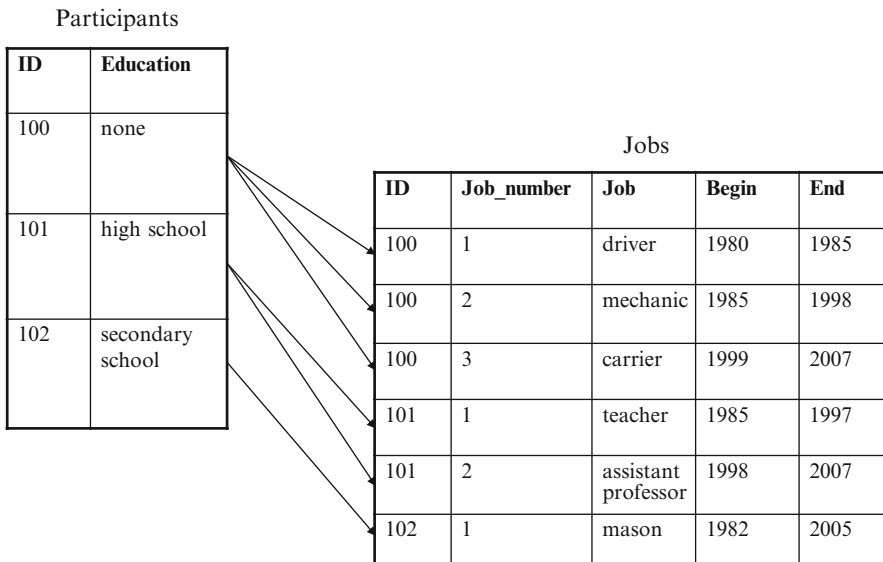 Participants
ID Education
100 none
101 high school
102 secondary
school
Jobs
ID Job_number Job Begin End
100 1 driver 1980 1985
100 2 mechanic 1985 1998
100 3 carrier 1999 2007
101 1 teacher 1985 1997
101 2 assistant 1998 2007
professor
102 1 mason 1982 2005